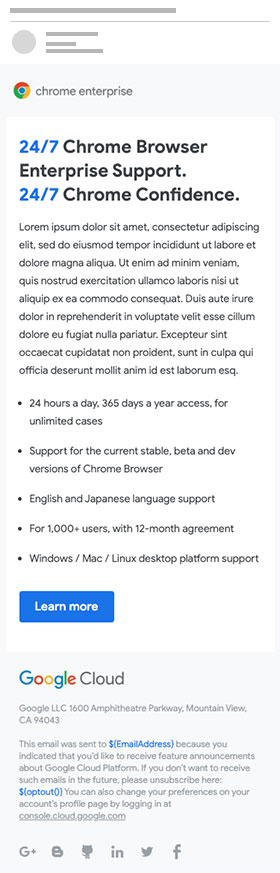 chrome enterprise
24/7 Chrome Browser
Enterprise Support.
24/7 Chrome Confidence.
Lorem ipsum dolor sit amet, consectetur adipiscing
elit, sed do eiusmod tempor incididunt ut labore et
dolore magna aliqua. Ut enim ad minim veniam,
quis nostrud exercitation ullamco laboris nisi ut
aliquip ex ea commodo consequat. Duis aute irure
dolor in reprehenderit in voluptate velit esse cillum
dolore eu fugiat nulla pariatur. Excepteur sint
occaecat cupidatat non proident, sunt in culpa qui
officia deserunt mollit anim id est laborum esq.
• 24 hours a day, 365 days a year access, for
unlimited cases
• Support for the current stable, beta and dev
versions of Chrome Browser
• English and Japanese language support
• For 1,000+ users, with 12-month agreement
• Windows / Mac / Linux desktop platform support
Learn more
Google Cloud
Google LLC 1600 Amphitheatre Parkway, Mountain View,
CA 94043
This email was sent to ${EmailAddress} because you
indicated that you'd like to receive feature announcements
about Google Cloud Platform. If you don't want to receive
such emails in the future, please unsubscribe here:
${optout()} You can also change your preferences on your
account's profile page by logging in at
console.cloud.google.com